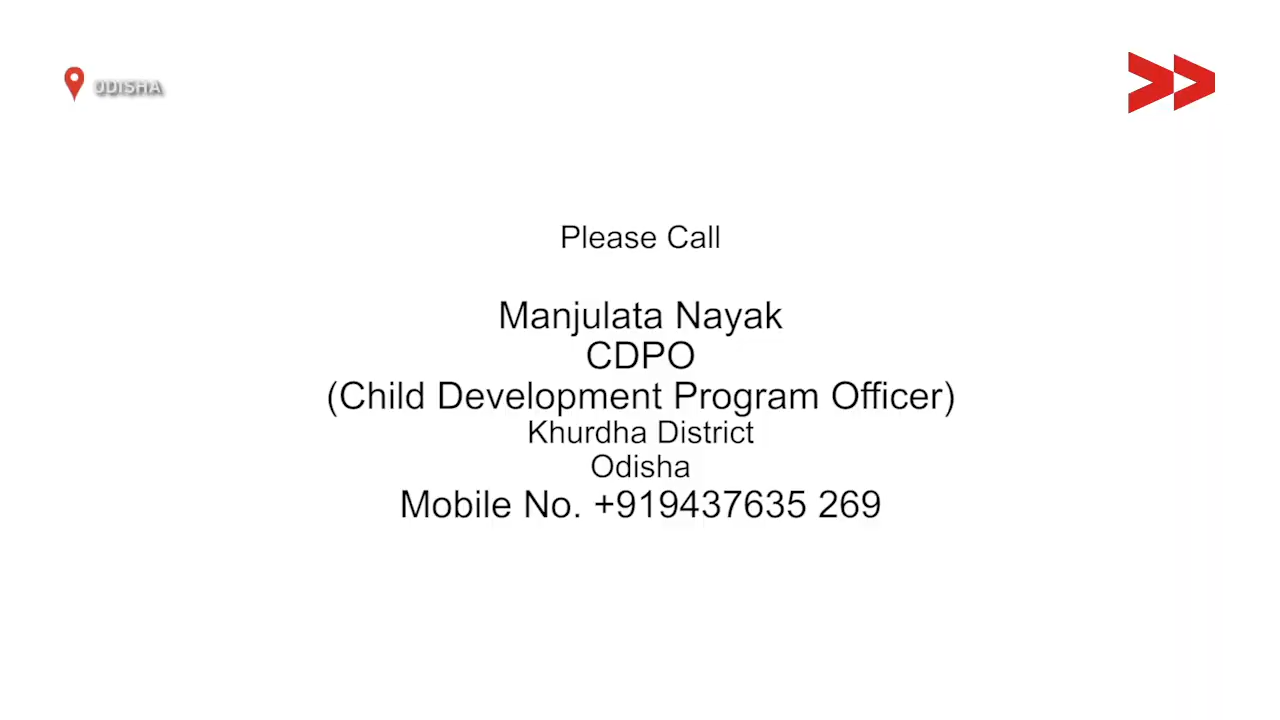 ODISHA
Please Call
Manjulata Nayak
CDPO
(Child Development Program Officer)
Khurdha District
Odisha
Mobile No. +919437635 269